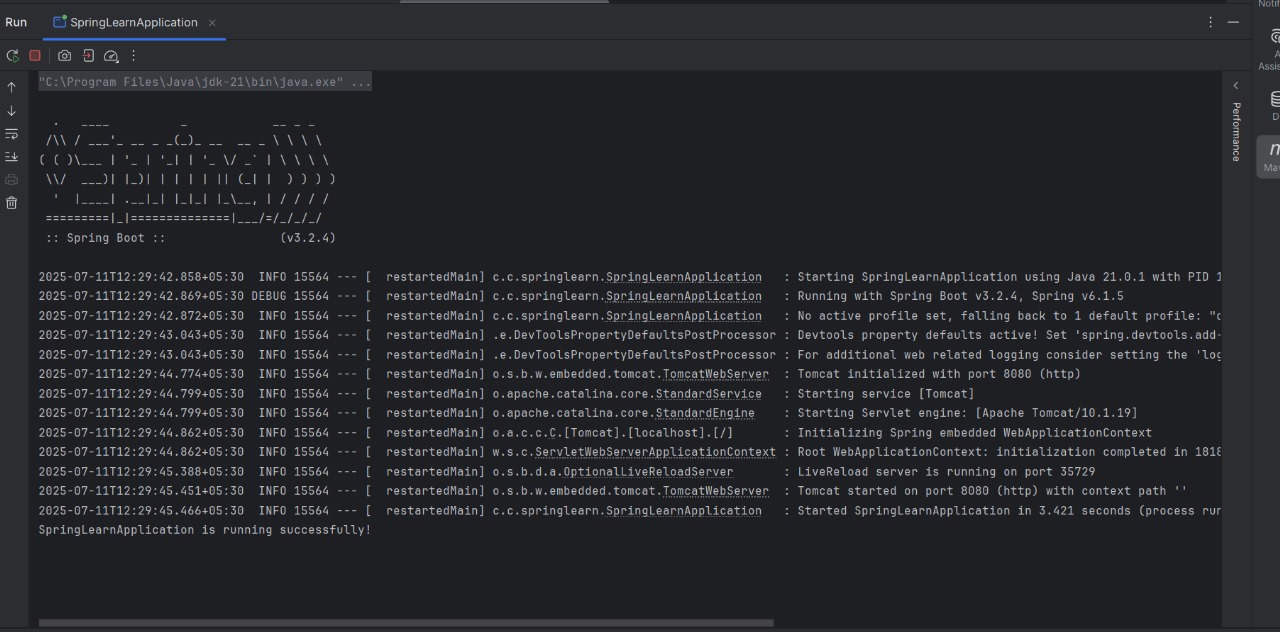 Run SpringLearnApplication
"C:\Program Files\Java\jdk-21\bin\java.exe" ...
  .   ____          _            __ _ _
 /\\ / ___'_ __ _ _(_)_ __  __ _ \ \ \ \
( ( )\___ | '_ | '_| | '_ \/ _` | \ \ \ \
 \\/  ___)| |_)| | | | | || (_| |  ) ) ) )
  '  |____| .__|_| |_|_| |_\__, | / / / /
 =========|_|==============|___/=/_/_/_/
 :: Spring Boot ::                (v3.2.4)
2025-07-11T12:29:42.858+05:30  INFO 15564 --- [  restartedMain] c.c.springlearn.SpringLearnApplication   : Starting SpringLearnApplication using Java 21.0.1 with PID 1
2025-07-11T12:29:42.869+05:30 DEBUG 15564 --- [  restartedMain] c.c.springlearn.SpringLearnApplication   : Running with Spring Boot v3.2.4, Spring v6.1.5
2025-07-11T12:29:42.872+05:30  INFO 15564 --- [  restartedMain] c.c.springlearn.SpringLearnApplication   : No active profile set, falling back to 1 default profile: "d
2025-07-11T12:29:43.043+05:30  INFO 15564 --- [  restartedMain] .e.DevToolsPropertyDefaultsPostProcessor : Devtools property defaults active! Set 'spring.devtools.add-
2025-07-11T12:29:43.043+05:30  INFO 15564 --- [  restartedMain] .e.DevToolsPropertyDefaultsPostProcessor : For additional web related logging consider setting the 'log
2025-07-11T12:29:44.774+05:30  INFO 15564 --- [  restartedMain] o.s.b.w.embedded.tomcat.TomcatWebServer  : Tomcat initialized with port 8080 (http)
2025-07-11T12:29:44.799+05:30  INFO 15564 --- [  restartedMain] o.apache.catalina.core.StandardService   : Starting service [Tomcat]
2025-07-11T12:29:44.799+05:30  INFO 15564 --- [  restartedMain] o.apache.catalina.core.StandardEngine    : Starting Servlet engine: [Apache Tomcat/10.1.19]
2025-07-11T12:29:44.862+05:30  INFO 15564 --- [  restartedMain] o.a.c.c.C.[Tomcat].[localhost].[/]       : Initializing Spring embedded WebApplicationContext
2025-07-11T12:29:44.862+05:30  INFO 15564 --- [  restartedMain] w.s.c.ServletWebServerApplicationContext : Root WebApplicationContext: initialization completed in 1818
2025-07-11T12:29:45.388+05:30  INFO 15564 --- [  restartedMain] o.s.b.d.a.OptionalLiveReloadServer       : LiveReload server is running on port 35729
2025-07-11T12:29:45.451+05:30  INFO 15564 --- [  restartedMain] o.s.b.w.embedded.tomcat.TomcatWebServer  : Tomcat started on port 8080 (http) with context path ''
2025-07-11T12:29:45.466+05:30  INFO 15564 --- [  restartedMain] c.c.springlearn.SpringLearnApplication   : Started SpringLearnApplication in 3.421 seconds (process run
SpringLearnApplication is running successfully!
Performance